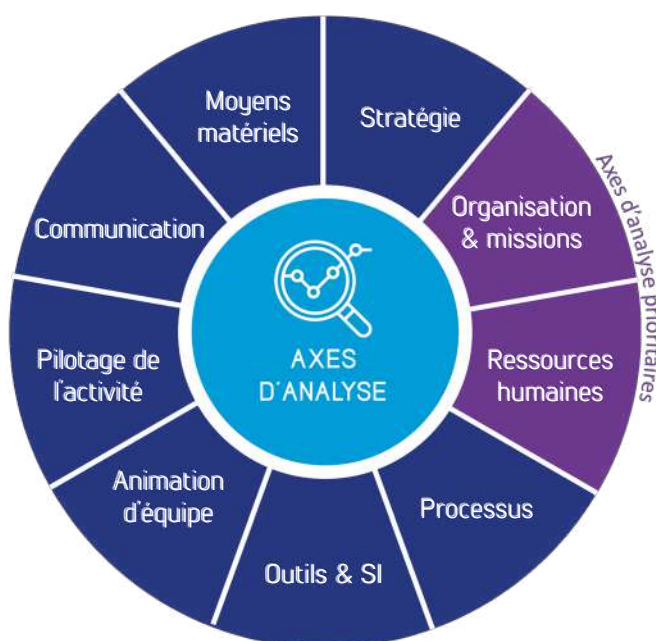 Moyens
matériels
Stratégie
Organisation
& missions
Axes d'analyse prioritaires
Ressources
humaines
Processus
Outils & SI
Animation
d'équipe
Pilotage de
l'activité
Communication
AXES
D'ANALYSE